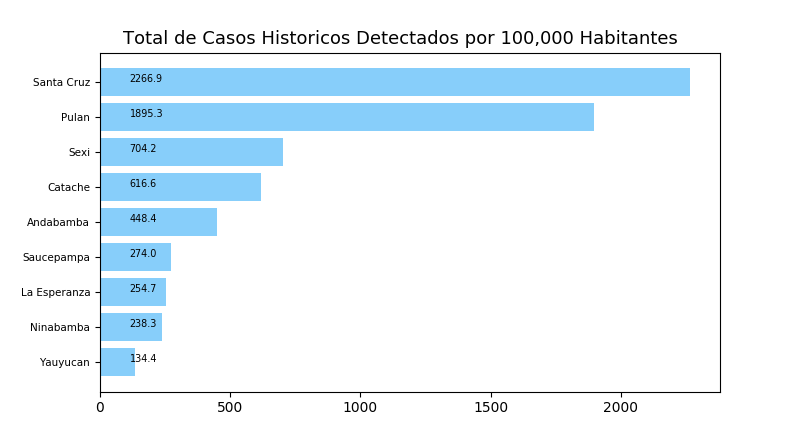 Total de Casos Historicos Detectados por 100,000 Habitantes
Santa Cruz 2266.9
Pulan 1895.3
Sexi 704.2
Catache 616.6
Andabamba 448.4
Saucepampa 274.0
La Esperanza 254.7
Ninabamba 238.3
Yauyucan 134.4
0 500 1000 1500 2000